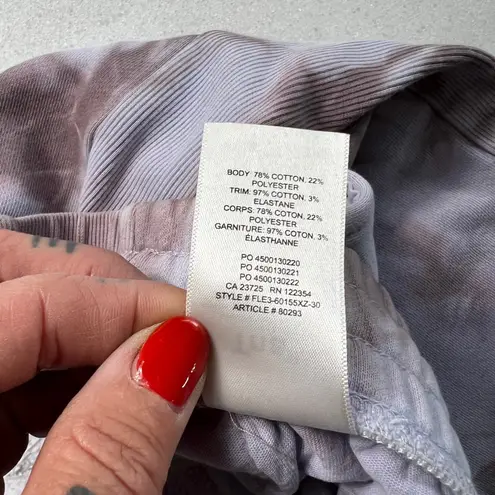 BODY: 78% COTTON, 22%
POLYESTER
TRIM: 97% COTTON, 3%
ELASTANE
CORPS: 78% COTON, 22%
POLYESTER
GARNITURE: 97% COTON, 3%
ÉLASTHANNE
PO 4500130220
PO 4500130221
PO 4500130222
CA 23725 RN 122354
STYLE # FLE3-60155XZ-30
ARTICLE # 80293